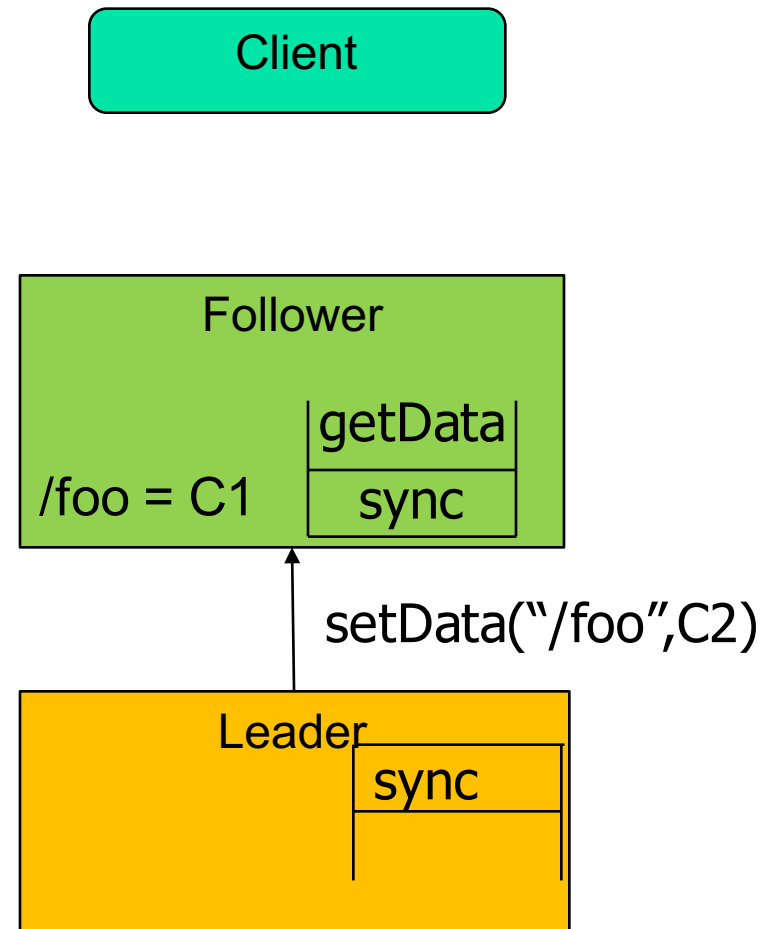 Client
Follower
getData
/foo = C1
sync
setData(“/foo”,C2)
Leader
sync